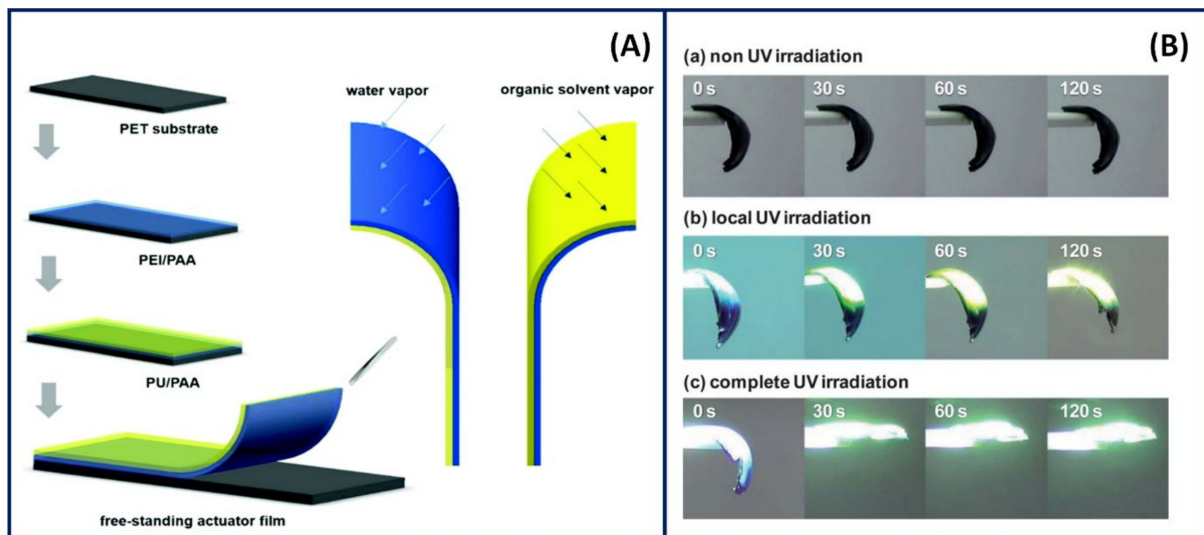 (A)
PET substrate
PEI/PAA
PU/PAA
free-standing actuator film
water vapor
organic solvent vapor
(B)
(a) non UV irradiation
0 s 30 s 60 s 120 s
(b) local UV irradiation
0 s 30 s 60 s 120 s
(c) complete UV irradiation
0 s 30 s 60 s 120 s